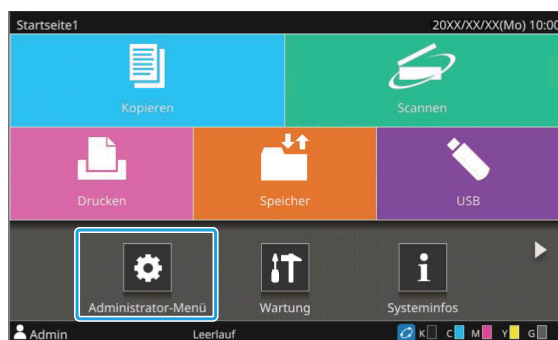 Startseite1 20XX/XX/XX(Mo) 10:00
Kopieren Scannen
Drucken Speicher USB
Administrator-Menü Wartung Systeminfos
Admin Leerlauf K C M Y G